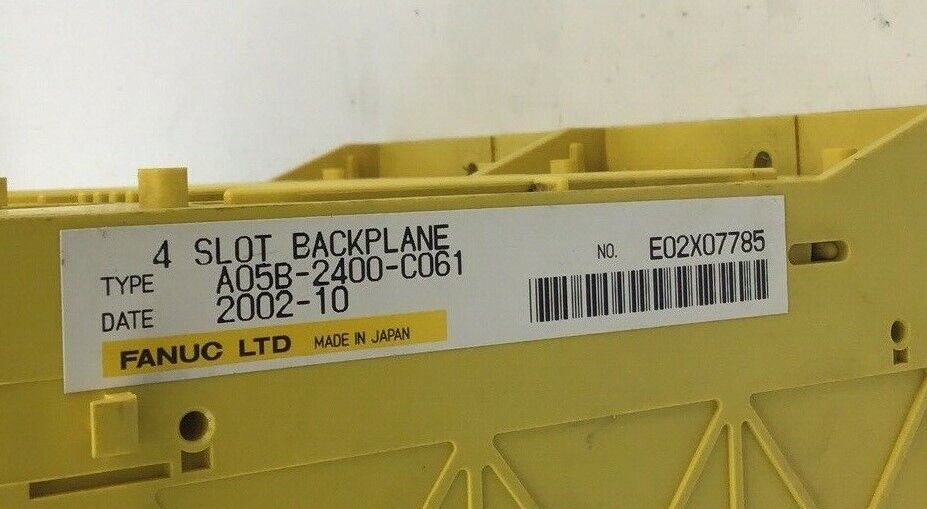 4 SLOT BACKPLANE
TYPE A05B-2400-C061
DATE 2002-10
FANUC LTD MADE IN JAPAN
NO. E02X07785